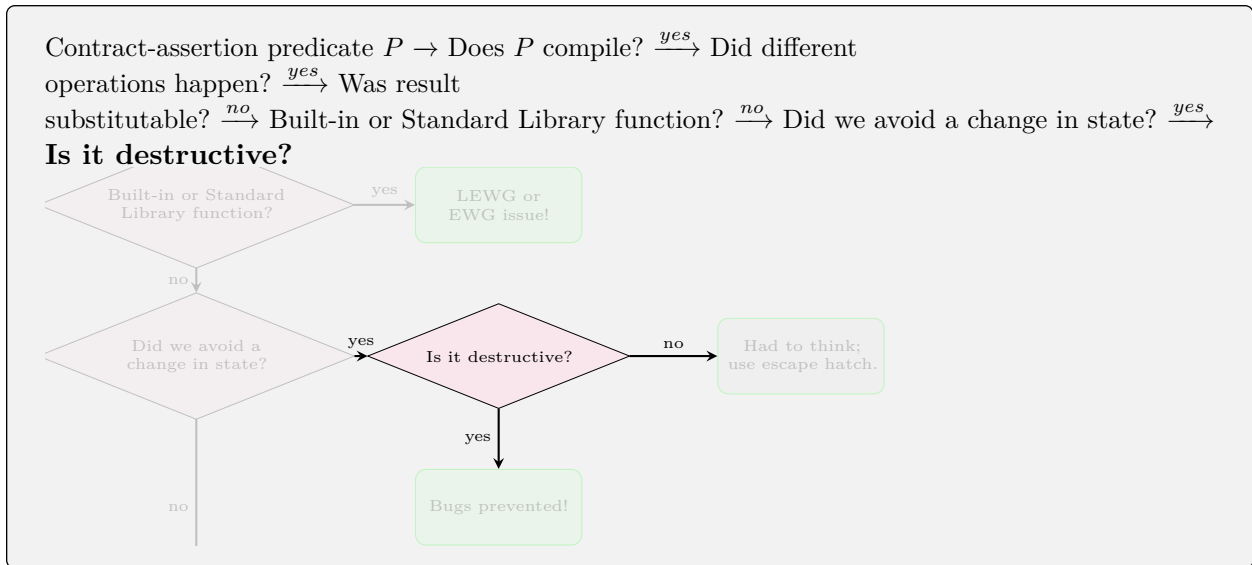 Contract-assertion predicate P → Does P compile? yes→ Did different
operations happen? yes→ Was result
substitutable? no→ Built-in or Standard Library function? no→ Did we avoid a change in state? yes→
Is it destructive?
Built-in or Standard
Library function?
yes
LEWG or
EWG issue!
no
Did we avoid a
change in state?
yes
Is it destructive?
no
Had to think;
use escape hatch.
yes
no
Bugs prevented!